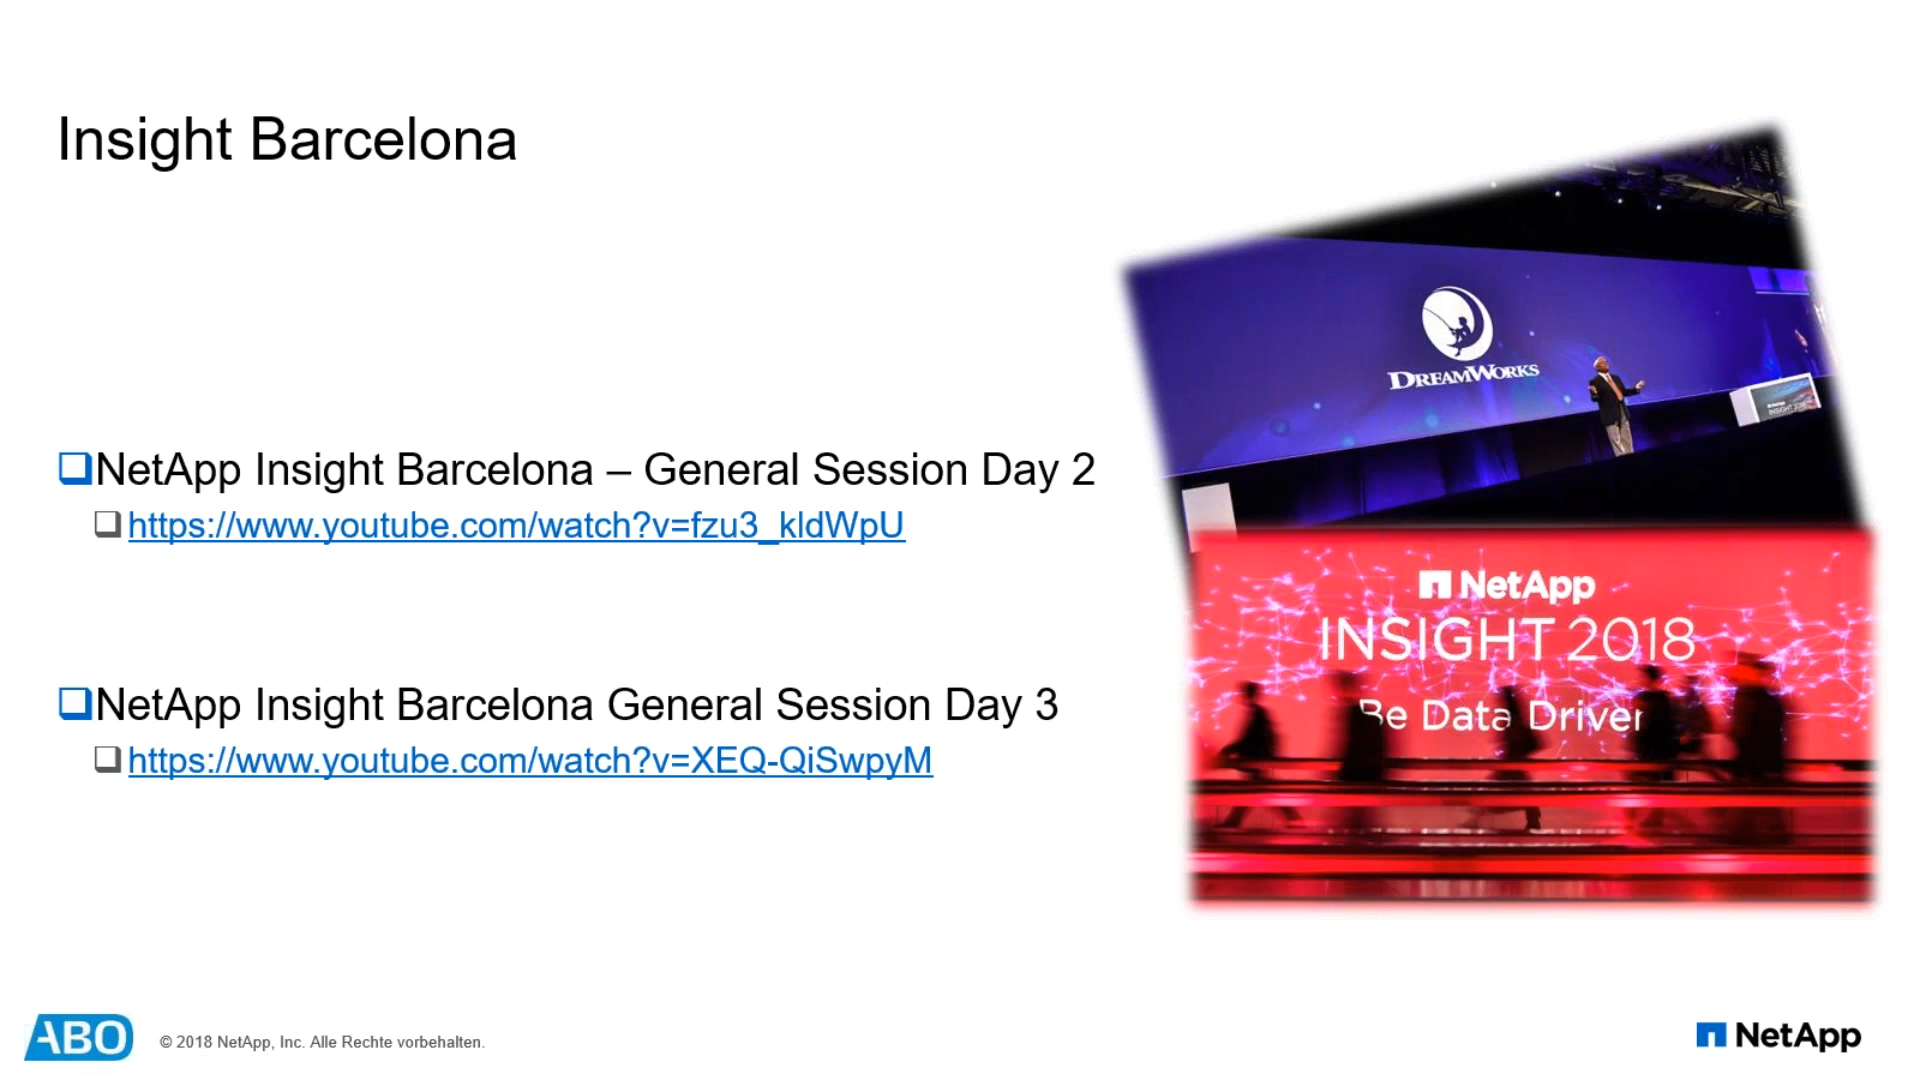 Insight Barcelona
NetApp Insight Barcelona – General Session Day 2
https://www.youtube.com/watch?v=fzu3_kldWpU
NetApp Insight Barcelona General Session Day 3
https://www.youtube.com/watch?v=XEQ-QiSwpyM
DREAMWORKS
NetApp
INSIGHT 2018
Be Data Driven
ABO
© 2018 NetApp, Inc. Alle Rechte vorbehalten.
NetApp